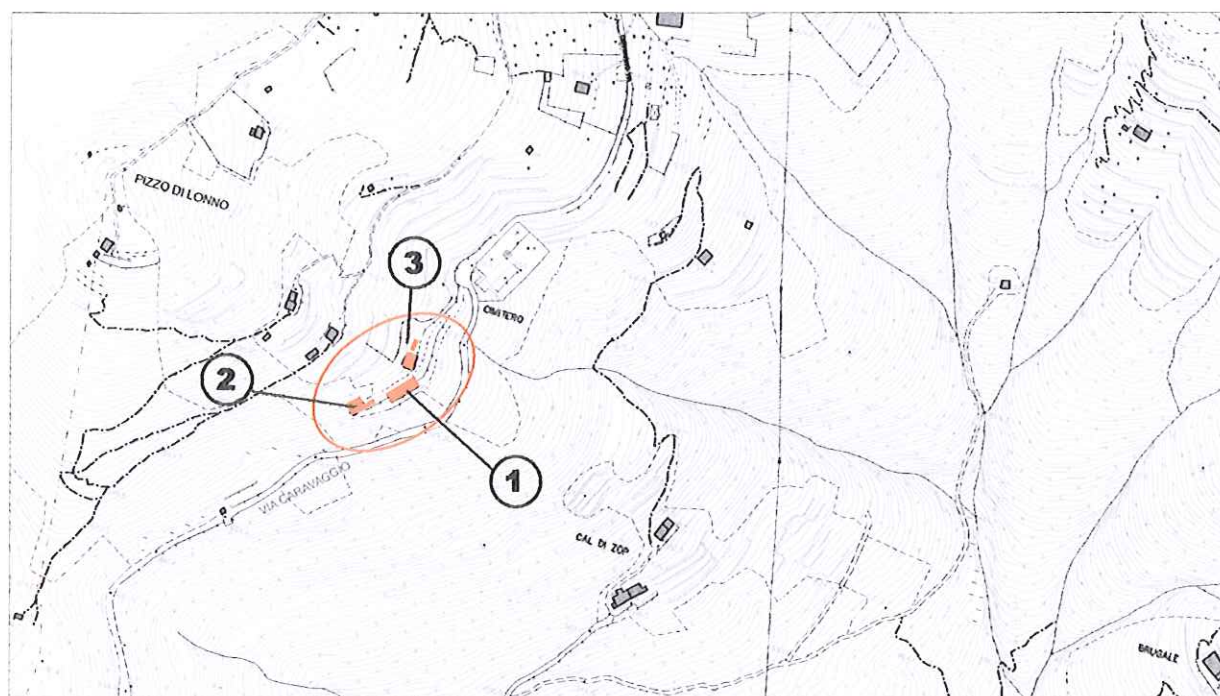 PIZZO DI LONNO
3
CIMITERO
2
1
VIA CARAVAGGIO
CAL DI ZOP
BRUGALE